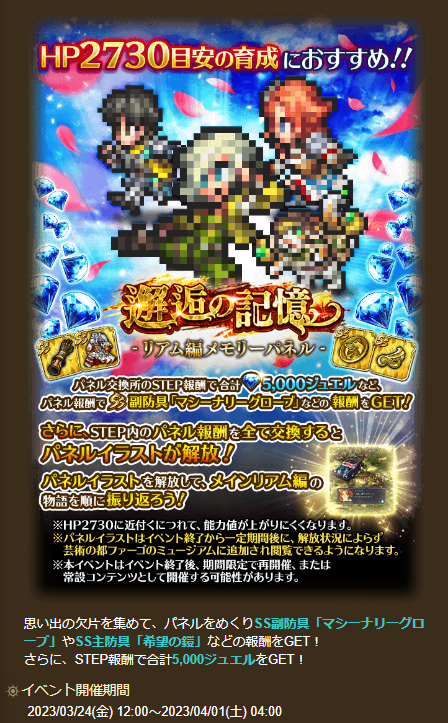 HP2730目安の育成におすすめ!!
邂逅の記憶
- リアム編メモリーパネル -
パネル交換所のSTEP報酬で合計5,000ジュエルなど、
パネル報酬でSS副防具「マシーナリーグローブ」などの報酬をGET!
さらに、STEP内のパネル報酬を全て交換すると
パネルイラストが解放!
パネルイラストを解放して、メインリアム編の
物語を順に振り返ろう!
※HP2730に近付くにつれて、能力値が上がりにくくなります。
※パネルイラストはイベント終了から一定期間後に、解放状況によらず
芸術の都ファーゴのミュージアムに追加され閲覧できるようになります。
※本イベントはイベント終了後、期間限定で再開催、または
常設コンテンツとして開催する可能性があります。
思い出の欠片を集めて、パネルをめくりSS副防具「マシーナリーグロ
ーブ」やSS主防具「希望の鎧」などの報酬をGET!
さらに、STEP報酬で合計5,000ジュエルをGET!
イベント開催期間
2023/03/24(金) 12:00～2023/04/01(土) 04:00